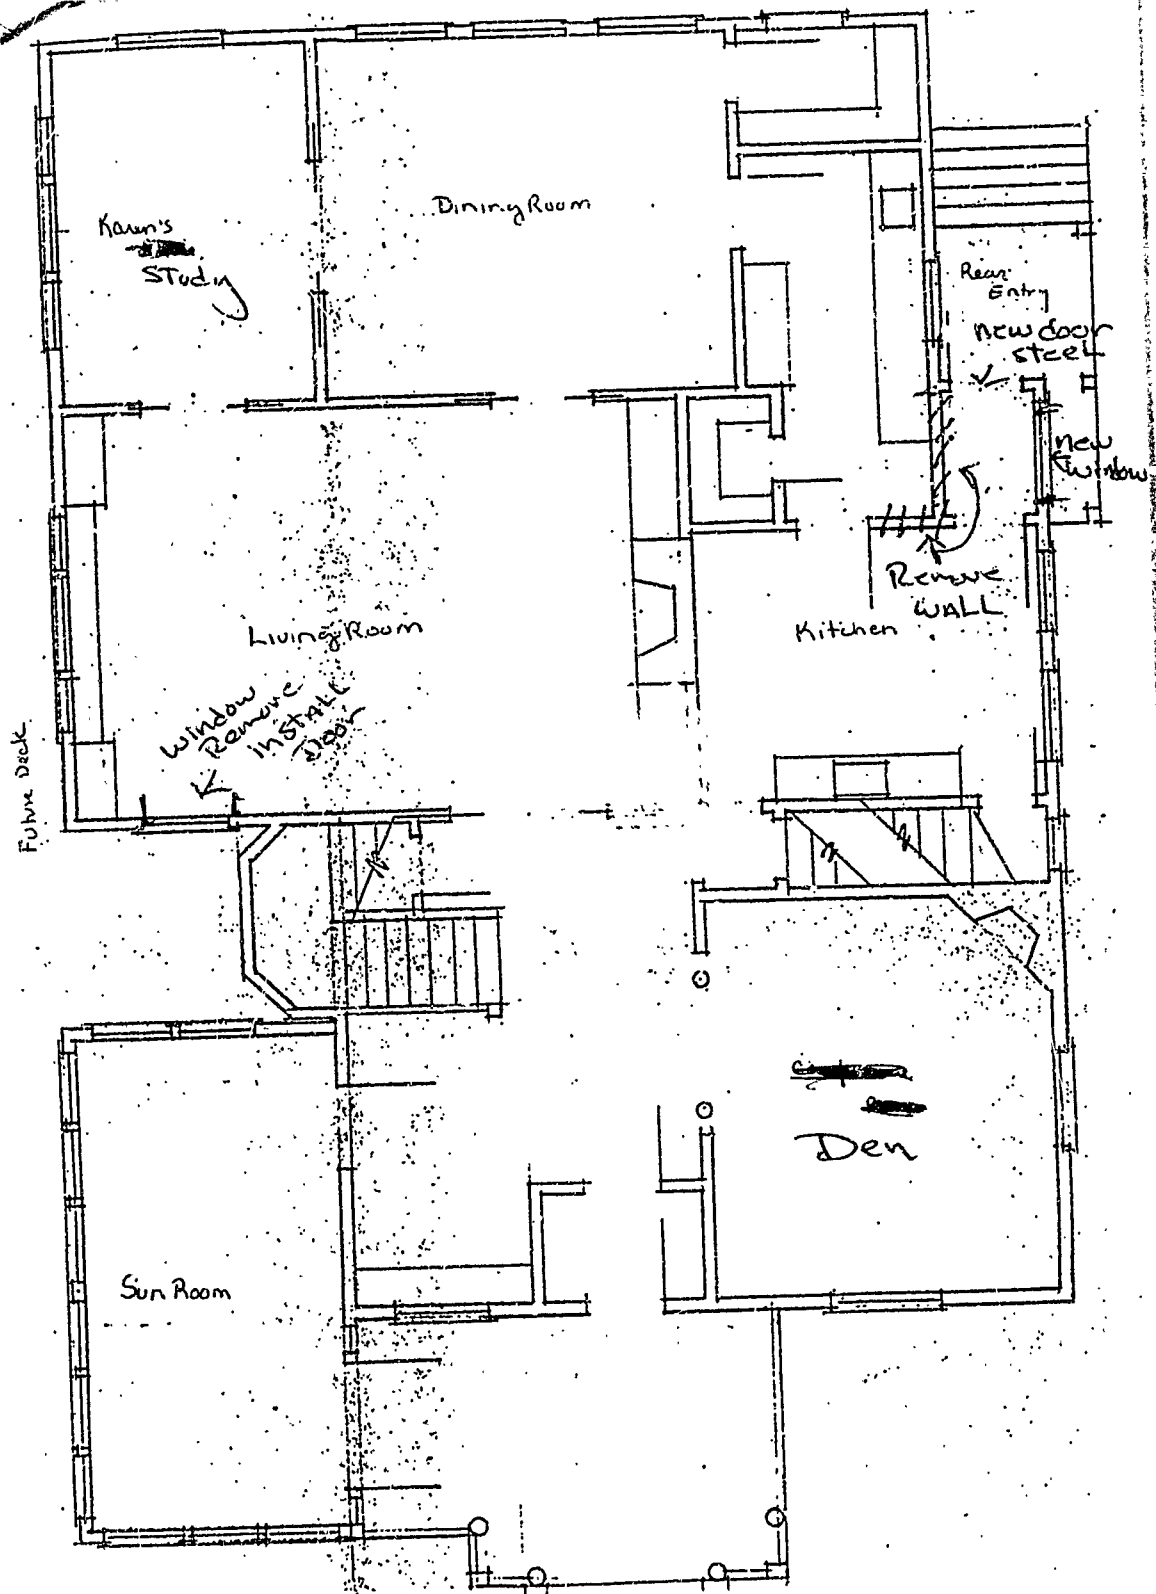 Karen's
Study
Dining Room
Rear
Entry
new door
steel
new
window
Remove
WALL
Kitchen
Living Room
window
Remove
inSTALL
Door
Future Deck
Den
Sun Room